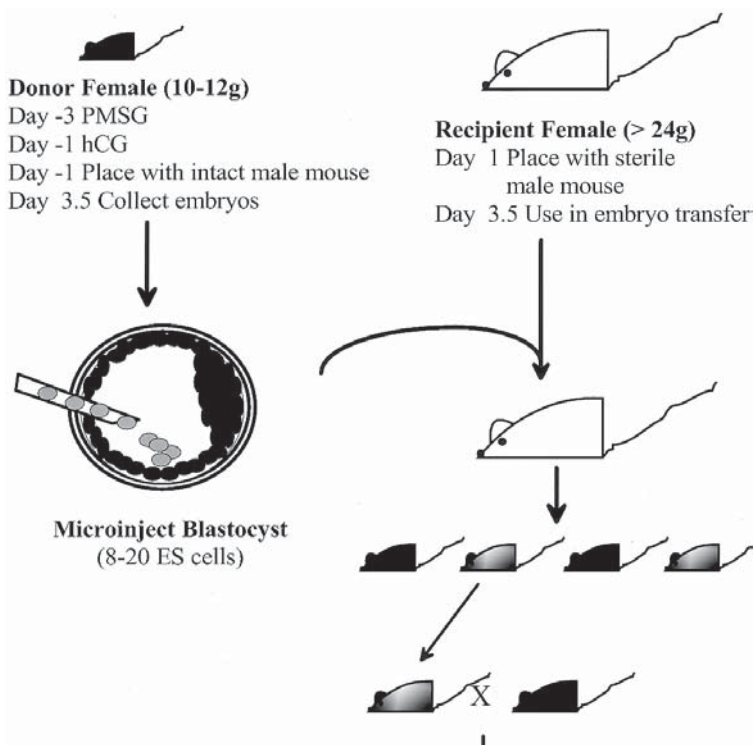 Donor Female (10-12g)
Day -3 PMSG
Day -1 hCG
Day -1 Place with intact male mouse
Day 3.5 Collect embryos
Recipient Female (> 24g)
Day 1 Place with sterile
male mouse
Day 3.5 Use in embryo transfer
Microinject Blastocyst
(8-20 ES cells)
X